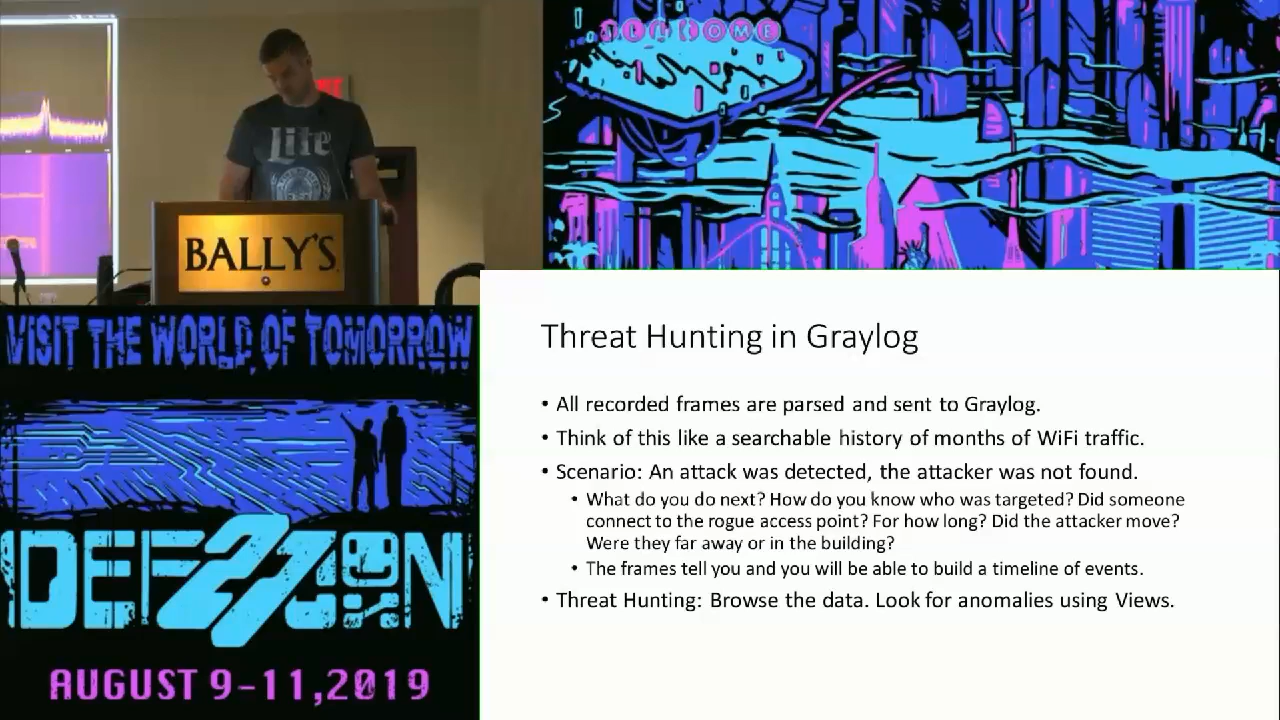 WELCOME
EXIT
Lite
BALLY'S
VISIT THE WORLD OF TOMORROW
DEF CON
27
AUGUST 9-11,2019
Threat Hunting in Graylog
• All recorded frames are parsed and sent to Graylog.
• Think of this like a searchable history of months of WiFi traffic.
• Scenario: An attack was detected, the attacker was not found.
• What do you do next? How do you know who was targeted? Did someone
connect to the rogue access point? For how long? Did the attacker move?
Were they far away or in the building?
• The frames tell you and you will be able to build a timeline of events.
• Threat Hunting: Browse the data. Look for anomalies using Views.